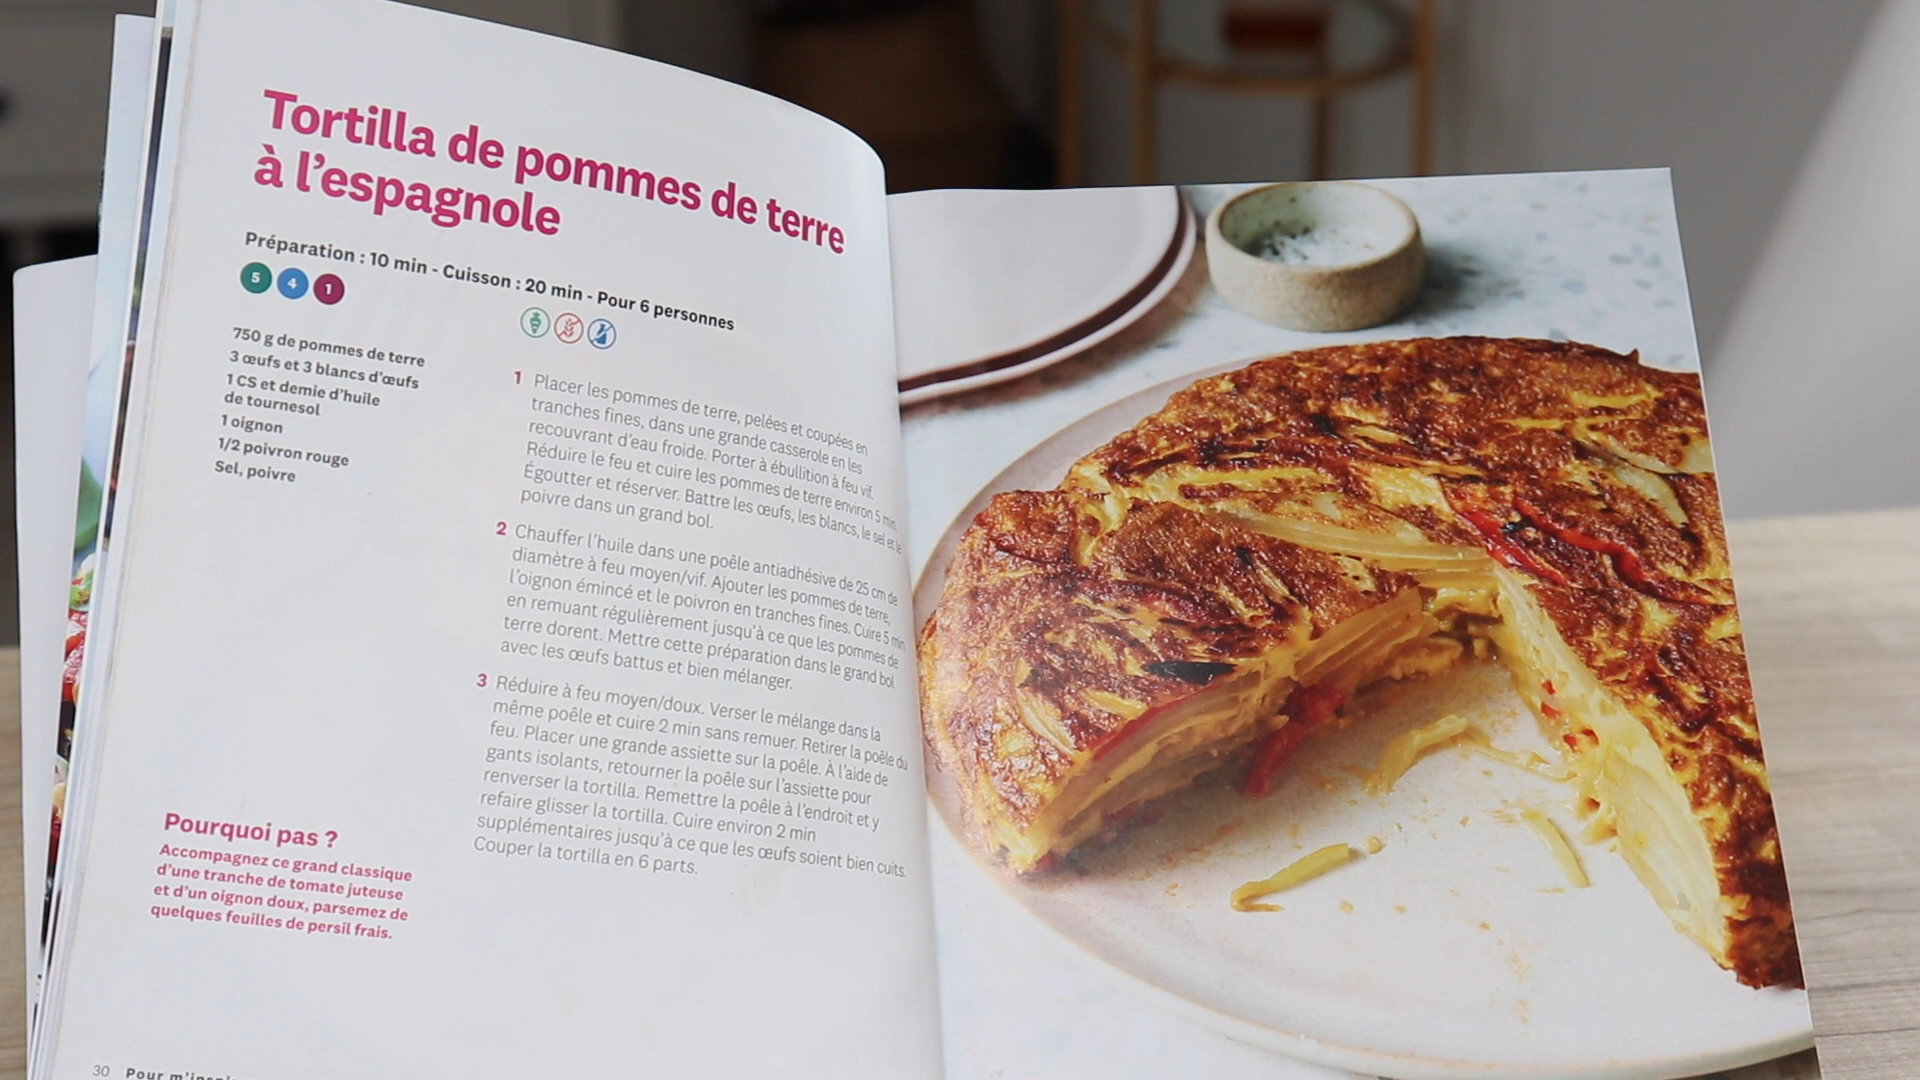 Tortilla de pommes de terre
à l'espagnole
Préparation : 10 min - Cuisson : 20 min - Pour 6 personnes
5 4 1
750 g de pommes de terre
3 œufs et 3 blancs d'œufs
1 CS et demie d'huile
de tournesol
1 oignon
1/2 poivron rouge
Sel, poivre
1 Placer les pommes de terre, pelées et coupées en
tranches fines, dans une grande casserole en les
recouvrant d'eau froide. Porter à ébullition à feu vif.
Réduire le feu et cuire les pommes de terre environ 5 min.
Égoutter et réserver. Battre les œufs, les blancs, le sel et le
poivre dans un grand bol.
2 Chauffer l'huile dans une poêle antiadhésive de 25 cm de
diamètre à feu moyen/vif. Ajouter les pommes de terre,
l'oignon émincé et le poivron en tranches fines. Cuire 5 min
en remuant régulièrement jusqu'à ce que les pommes de
terre dorent. Mettre cette préparation dans le grand bol
avec les œufs battus et bien mélanger.
3 Réduire à feu moyen/doux. Verser le mélange dans la
même poêle et cuire 2 min sans remuer. Retirer la poêle du
feu. Placer une grande assiette sur la poêle. À l'aide de
gants isolants, retourner la poêle sur l'assiette pour
renverser la tortilla. Remettre la poêle à l'endroit et y
refaire glisser la tortilla. Cuire environ 2 min
supplémentaires jusqu'à ce que les œufs soient bien cuits.
Couper la tortilla en 6 parts.
Pourquoi pas ?
Accompagnez ce grand classique
d'une tranche de tomate juteuse
et d'un oignon doux, parsemez de
quelques feuilles de persil frais.
30 Pour